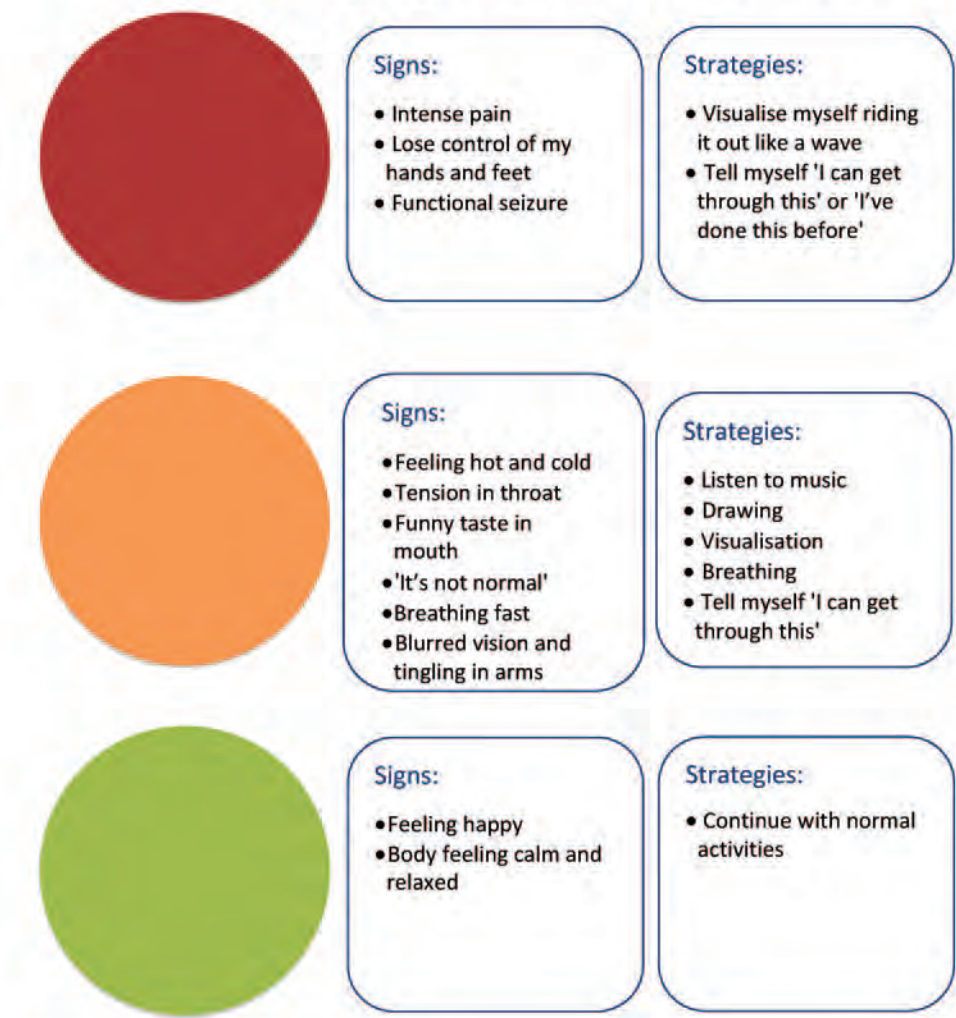 Signs:
• Intense pain
• Lose control of my
hands and feet
• Functional seizure
Strategies:
• Visualise myself riding
it out like a wave
• Tell myself 'I can get
through this' or 'I've
done this before'
Signs:
•Feeling hot and cold
•Tension in throat
•Funny taste in
mouth
•'It's not normal'
•Breathing fast
•Blurred vision and
tingling in arms
Strategies:
• Listen to music
• Drawing
• Visualisation
• Breathing
• Tell myself 'I can get
through this'
Signs:
•Feeling happy
•Body feeling calm and
relaxed
Strategies:
• Continue with normal
activities